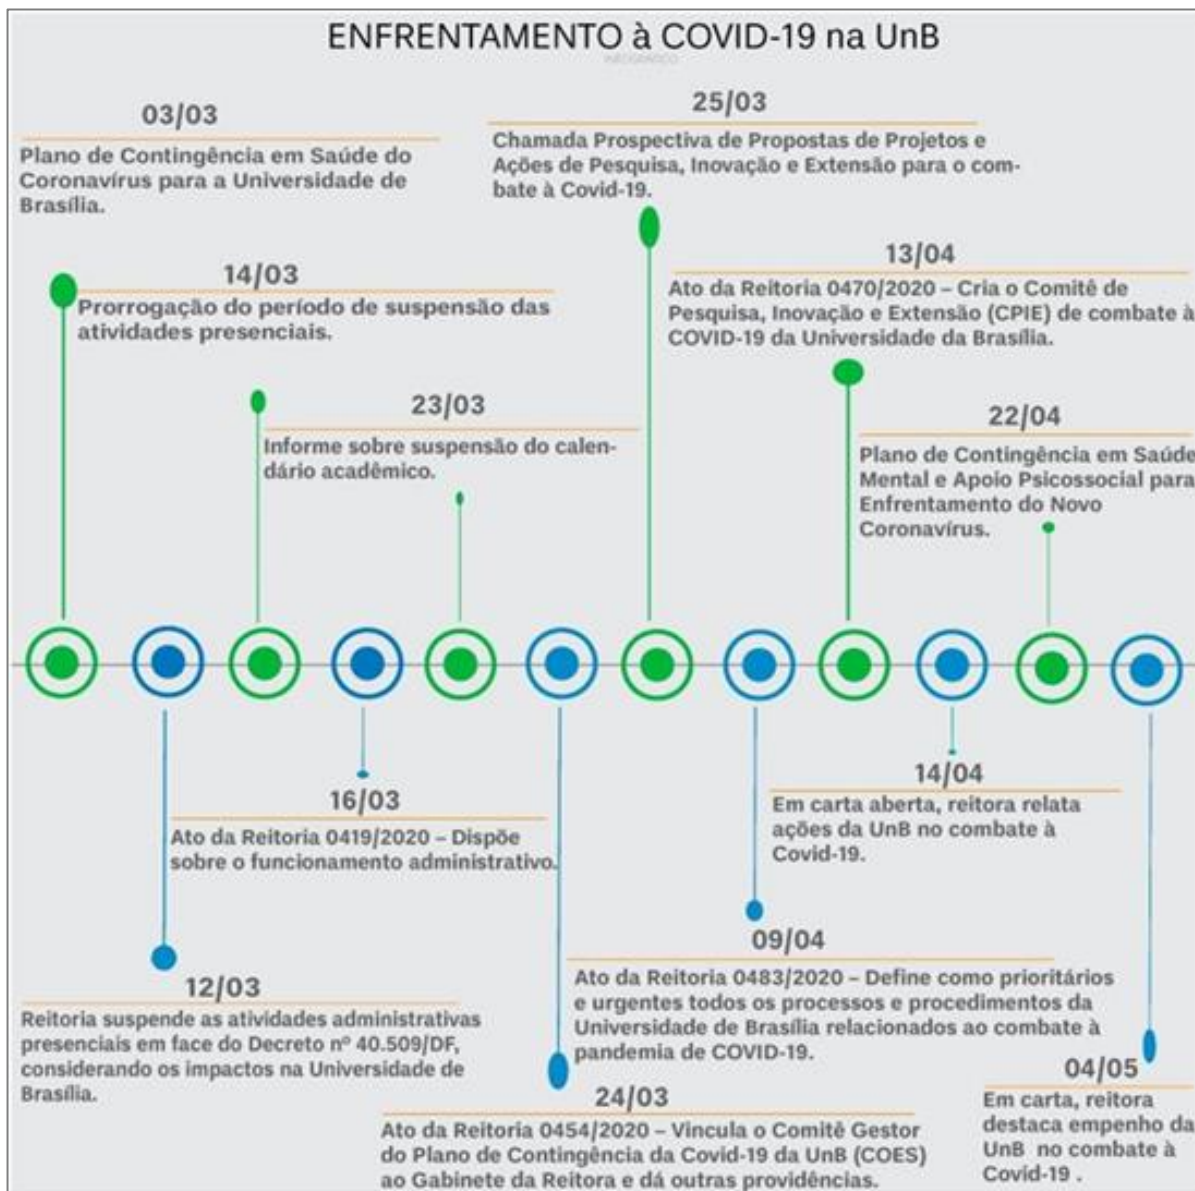 ENFRENTAMENTO à COVID-19 na UnB
INFOGRÁFICO
03/03
Plano de Contingência em Saúde do
Coronavírus para a Universidade de
Brasília.
25/03
Chamada Prospectiva de Propostas de Projetos e
Ações de Pesquisa, Inovação e Extensão para o com-
bate à Covid-19.
14/03
Prorrogação do período de suspensão das
atividades presenciais.
13/04
Ato da Reitoria 0470/2020 – Cria o Comitê de
Pesquisa, Inovação e Extensão (CPIE) de combate à
COVID-19 da Universidade da Brasília.
23/03
Informe sobre suspensão do calen-
dário acadêmico.
22/04
Plano de Contingência em Saúde
Mental e Apoio Psicossocial para
Enfrentamento do Novo
Coronavírus.
16/03
Ato da Reitoria 0419/2020 – Dispõe
sobre o funcionamento administrativo.
14/04
Em carta aberta, reitora relata
ações da UnB no combate à
Covid-19.
12/03
Reitoria suspende as atividades administrativas
presenciais em face do Decreto nº 40.509/DF,
considerando os impactos na Universidade de
Brasília.
09/04
Ato da Reitoria 0483/2020 – Define como prioritários
e urgentes todos os processos e procedimentos da
Universidade de Brasília relacionados ao combate à
pandemia de COVID-19.
24/03
Ato da Reitoria 0454/2020 – Vincula o Comitê Gestor
do Plano de Contingência da Covid-19 da UnB (COES)
ao Gabinete da Reitora e dá outras providências.
04/05
Em carta, reitora
destaca empenho da
UnB no combate à
Covid-19 .